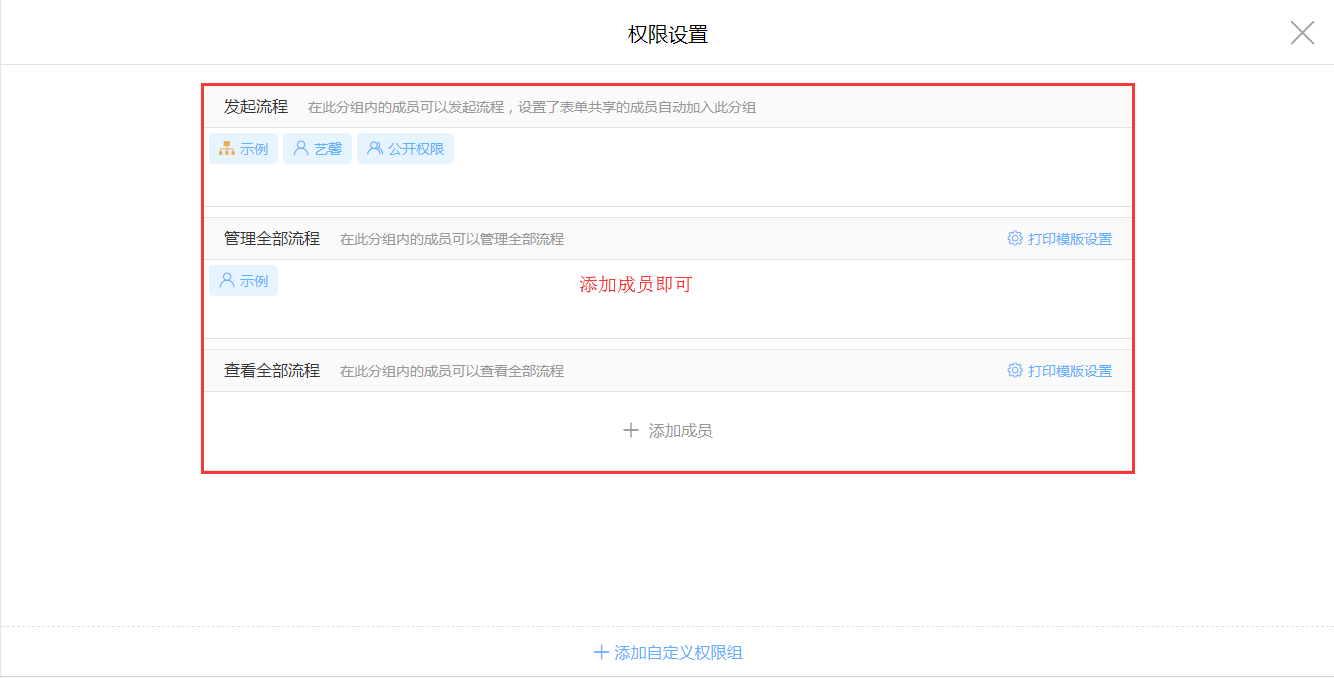 权限设置
发起流程 在此分组内的成员可以发起流程，设置了表单共享的成员自动加入此分组
示例 艺馨 公开权限
管理全部流程 在此分组内的成员可以管理全部流程 打印模版设置
示例
添加成员即可
查看全部流程 在此分组内的成员可以查看全部流程 打印模版设置
添加成员
添加自定义权限组